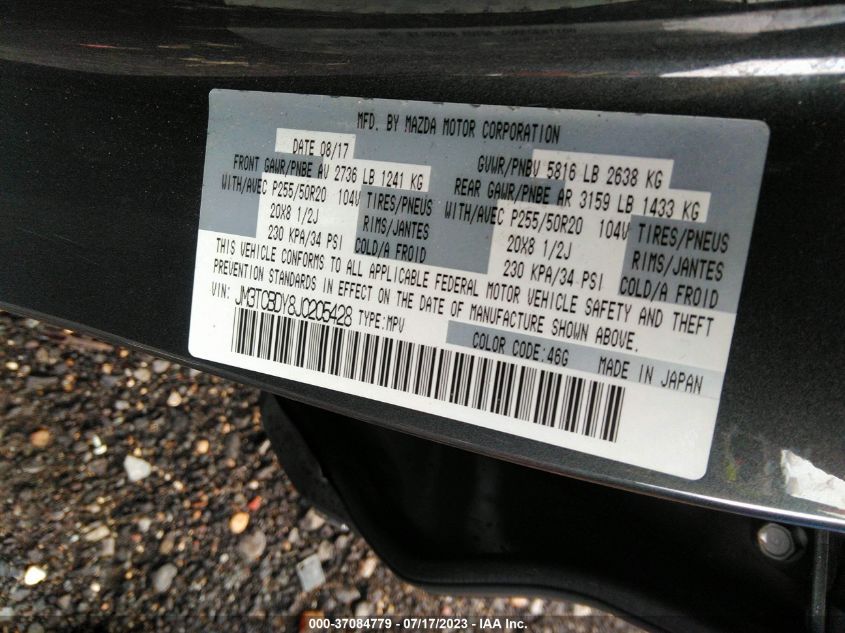 MFD. BY MAZDA MOTOR CORPORATION
DATE 08/17 GVWR/PNBV 5816 LB 2638 KG
FRONT GAWR/PNBE AV 2736 LB 1241 KG REAR GAWR/PNBE AR 3159 LB 1433 KG
WITH/AVEC P255/50R20 104V TIRES/PNEUS WITH/AVEC P255/50R20 104V TIRES/PNEUS
20X8 1/2J RIMS/JANTES 20X8 1/2J RIMS/JANTES
230 KPA/34 PSI COLD/A FROID 230 KPA/34 PSI COLD/A FROID
THIS VEHICLE CONFORMS TO ALL APPLICABLE FEDERAL MOTOR VEHICLE SAFETY AND THEFT
PREVENTION STANDARDS IN EFFECT ON THE DATE OF MANUFACTURE SHOWN ABOVE.
VIN: JM3TCBDY8J0205428 TYPE:MPV
COLOR CODE:46G MADE IN JAPAN
000-37084779 - 07/17/2023 - IAA Inc.